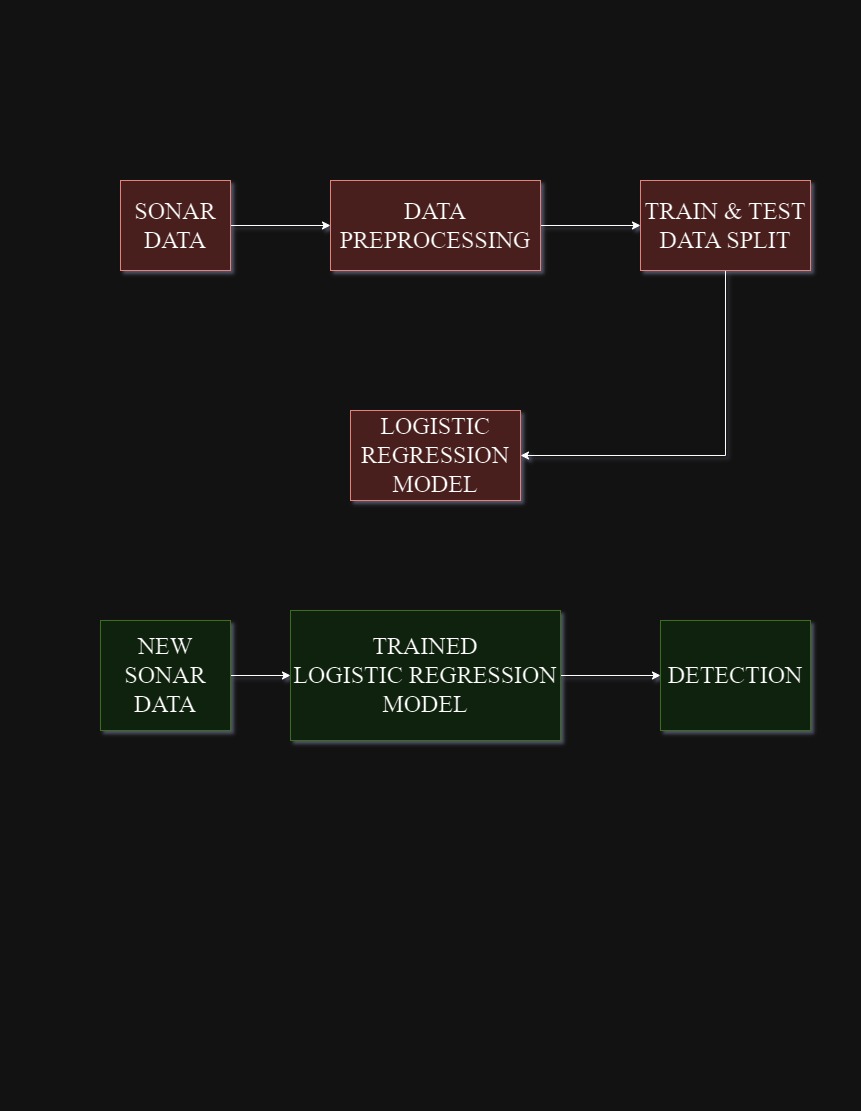 SONAR
DATA
DATA
PREPROCESSING
TRAIN & TEST
DATA SPLIT
LOGISTIC
REGRESSION
MODEL
NEW
SONAR
DATA
TRAINED
LOGISTIC REGRESSION
MODEL
DETECTION